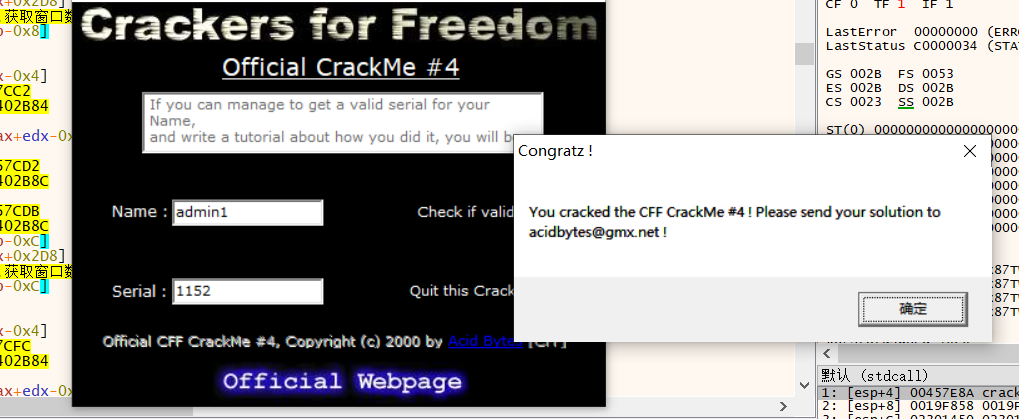 x+0x2D8]
获取窗口数
p-0x8]
x-0x4]
7CC2
402B84
ax+edx-0x
57CD2
402B8C
57CDB
402B8C
p-0xC]
x+0x2D8]
获取窗口数
p-0xC]
x-0x4]
7CFC
402B84
Crackers for Freedom
Official CrackMe #4
If you can manage to get a valid serial for your
Name,
and write a tutorial about how you did it, you will b
Name : admin1
Check if valid
Serial : 1152
Quit this Crack
Official CFF CrackMe #4, Copyright (c) 2000 by Acid Bytes [CFF]
Official Webpage
Congratz !
You cracked the CFF CrackMe #4 ! Please send your solution to
acidbytes@gmx.net !
确定
CF 0 TF 1 IF 1
LastError 00000000 (ERRO
LastStatus C0000034 (STA
GS 002B FS 0053
ES 002B DS 002B
CS 0023 SS 002B
ST(0) 0000000000000000000
默认 (stdcall)
1: [esp+4] 00457E8A crack
2: [esp+8] 0019F858 0019F